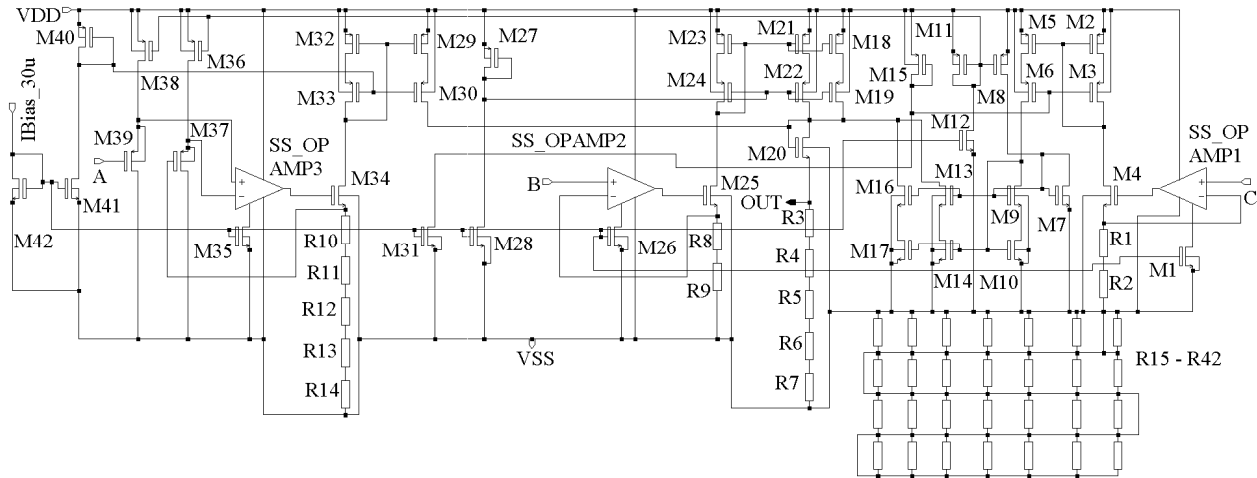 VDD
M40
M38
M36
M32
M29
M27
M23
M21
M18
M11
M5
M2
M33
M30
M24
M22
M19
M15
M8
M6
M3
IBias_30u
M39
M37
SS_OP
AMP3
SS_OPAMP2
M20
M12
SS_OP
AMP1
A
M34
B
M25
OUT
M16
M13
M9
M7
M4
C
M41
M42
M35
R10
M31
M28
M26
R8
R3
M17
M14
M10
R1
M1
R11
R9
R4
R2
R12
R5
R13
VSS
R6
R15 - R42
R14
R7
+
−
+
−
+
−